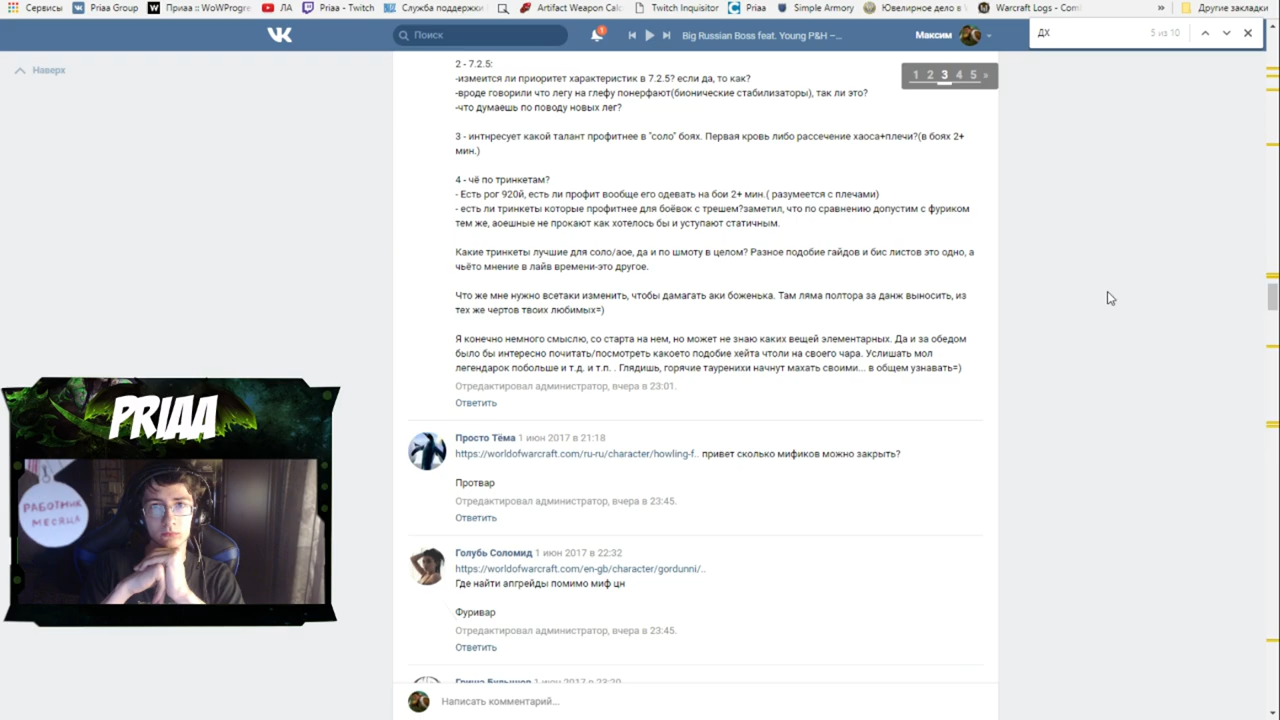 Сервисы Priaa Group Приаа :: WoWProgre ЛА Priaa - Twitch Служба поддержки Artifact Weapon Calc Twitch Inquisitor Priaa Simple Armory Ювелирное дело в Warcraft Logs - Coml » Другие закладки
Поиск
1
Big Russian Boss feat. Young P&H –...
Максим
ДХ
5 из 10
Наверх
1 2 3 4 5 »
2 - 7.2.5:
-измеится ли приоритет характеристик в 7.2.5? если да, то как?
-вроде говорили что легу на глефу понерфают(бионические стабилизаторы), так ли это?
-что думаешь по поводу новых лег?
3 - интнресует какой талант профитнее в "соло" боях. Первая кровь либо рассечение хаоса+плечи?(в боях 2+
мин.)
4 - чё по тринкетам?
- Есть рог 920й, есть ли профит вообще его одевать на бои 2+ мин.( разумеется с плечами)
- есть ли тринкеты которые профитнее для боёвок с трешем?заметил, что по сравнению допустим с фуриком
тем же, аоешные не прокают как хотелось бы и уступают статичным.
Какие тринкеты лучшие для соло/аое, да и по шмоту в целом? Разное подобие гайдов и бис листов это одно, а
чьёто мнение в лайв времени-это другое.
Что же мне нужно всетаки изменить, чтобы дамагать аки боженька. Там ляма полтора за данж выносить, из
тех же чертов твоих любимых=)
Я конечно немного смыслю, со старта на нем, но может не знаю каких вещей элементарных. Да и за обедом
было бы интересно почитать/посмотреть какоето подобие хейта чтоли на своего чара. Услишать мол
легендарок побольше и т.д. и т.п. . Глядишь, горячие тауренихи начнут махать своими... в общем узнавать=)
Отредактировал администратор, вчера в 23:01.
Ответить
PRIAA
РАБОТНИК
МЕСЯЦА
Просто Тёма 1 июн 2017 в 21:18
https://worldofwarcraft.com/ru-ru/character/howling-f.. привет сколько мификов можно закрыть?
Протвар
Отредактировал администратор, вчера в 23:45.
Ответить
Голубь Соломид 1 июн 2017 в 22:32
https://worldofwarcraft.com/en-gb/character/gordunni/..
Где найти апгрейды помимо миф цн
Фуривар
Отредактировал администратор, вчера в 23:45.
Ответить
Написать комментарий...